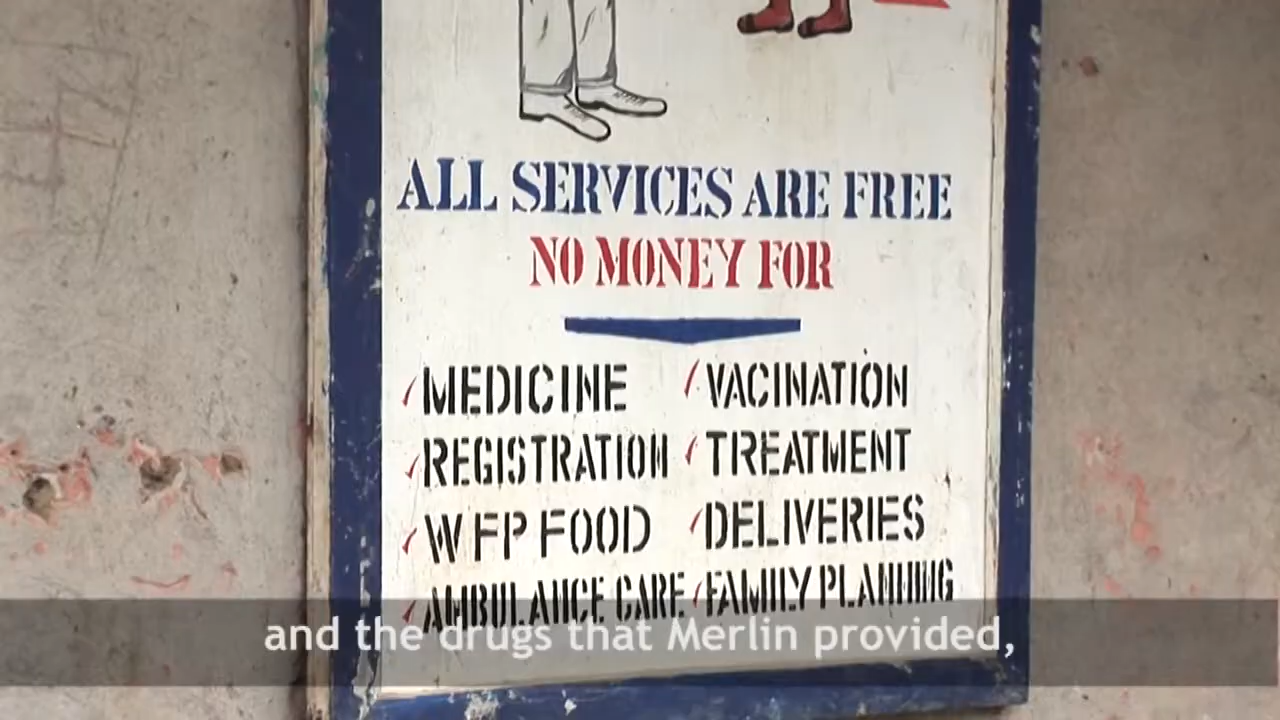 ALL SERVICES ARE FREE
NO MONEY FOR
MEDICINE
VACINATION
REGISTRATION
TREATMENT
WFP FOOD
DELIVERIES
AMBULANCE CARE
FAMILY PLANNING
and the drugs that Merlin provided,